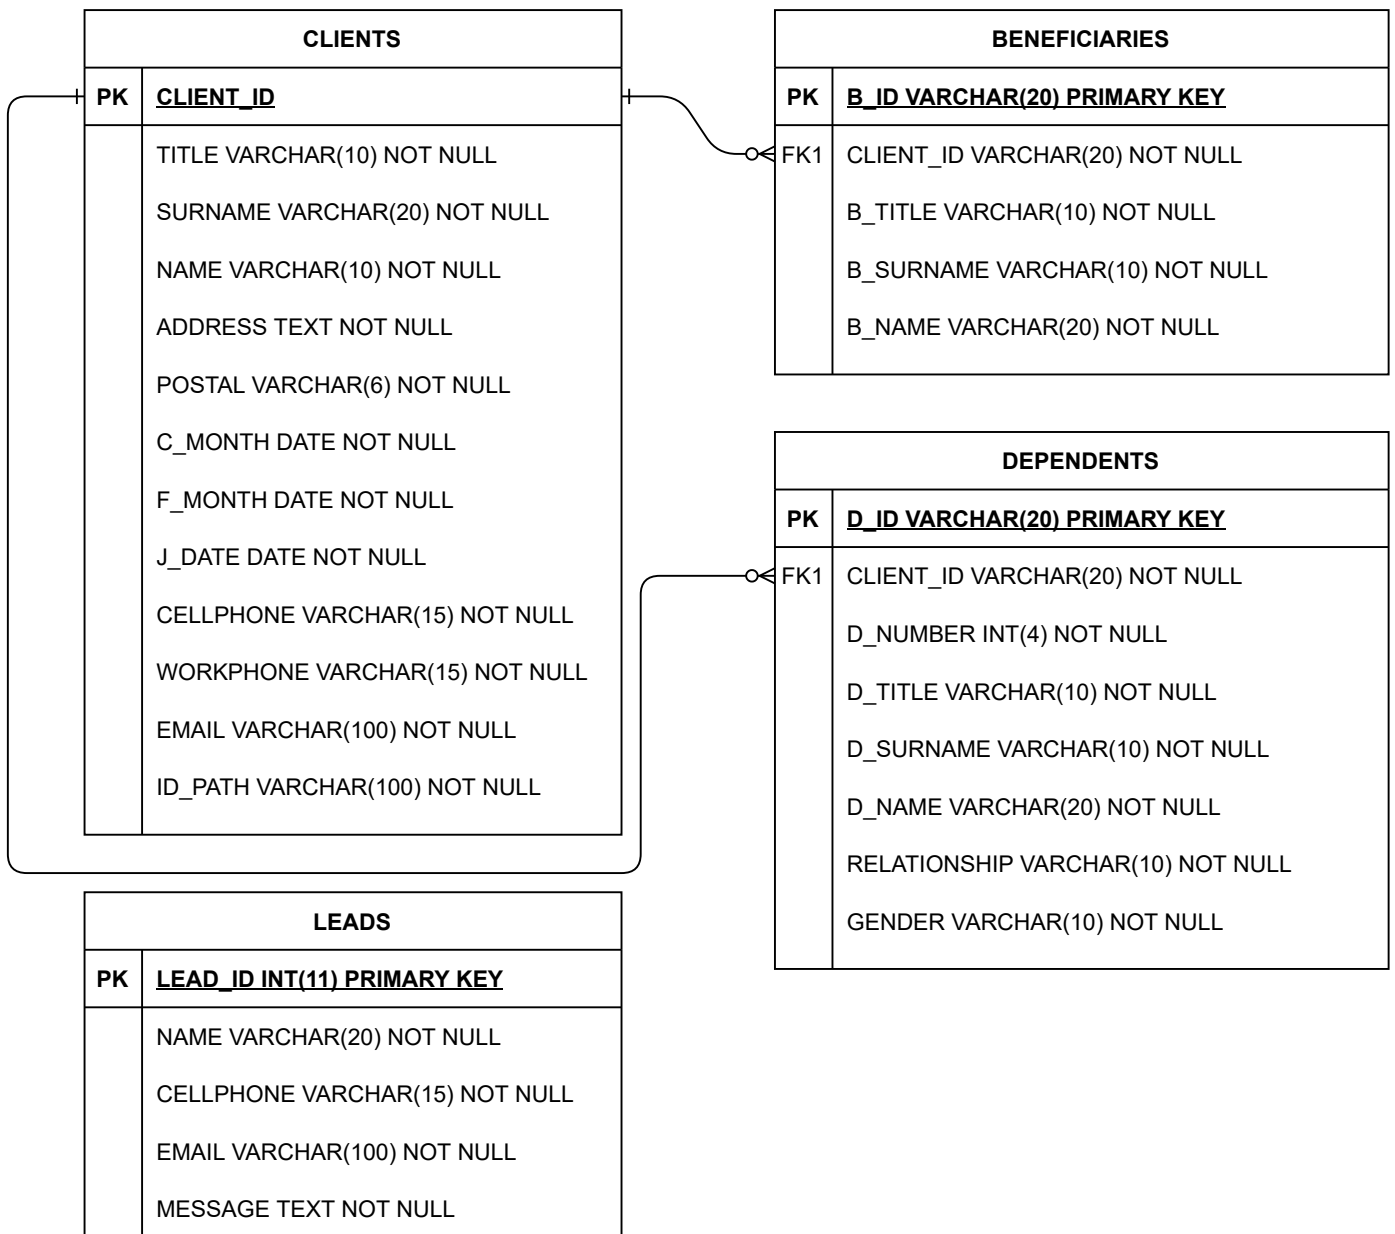 CLIENTS
PK CLIENT_ID
TITLE VARCHAR(10) NOT NULL
SURNAME VARCHAR(20) NOT NULL
NAME VARCHAR(10) NOT NULL
ADDRESS TEXT NOT NULL
POSTAL VARCHAR(6) NOT NULL
C_MONTH DATE NOT NULL
F_MONTH DATE NOT NULL
J_DATE DATE NOT NULL
CELLPHONE VARCHAR(15) NOT NULL
WORKPHONE VARCHAR(15) NOT NULL
EMAIL VARCHAR(100) NOT NULL
ID_PATH VARCHAR(100) NOT NULL
BENEFICIARIES
PK B_ID VARCHAR(20) PRIMARY KEY
FK1 CLIENT_ID VARCHAR(20) NOT NULL
B_TITLE VARCHAR(10) NOT NULL
B_SURNAME VARCHAR(10) NOT NULL
B_NAME VARCHAR(20) NOT NULL
DEPENDENTS
PK D_ID VARCHAR(20) PRIMARY KEY
FK1 CLIENT_ID VARCHAR(20) NOT NULL
D_NUMBER INT(4) NOT NULL
D_TITLE VARCHAR(10) NOT NULL
D_SURNAME VARCHAR(10) NOT NULL
D_NAME VARCHAR(20) NOT NULL
RELATIONSHIP VARCHAR(10) NOT NULL
GENDER VARCHAR(10) NOT NULL
LEADS
PK LEAD_ID INT(11) PRIMARY KEY
NAME VARCHAR(20) NOT NULL
CELLPHONE VARCHAR(15) NOT NULL
EMAIL VARCHAR(100) NOT NULL
MESSAGE TEXT NOT NULL